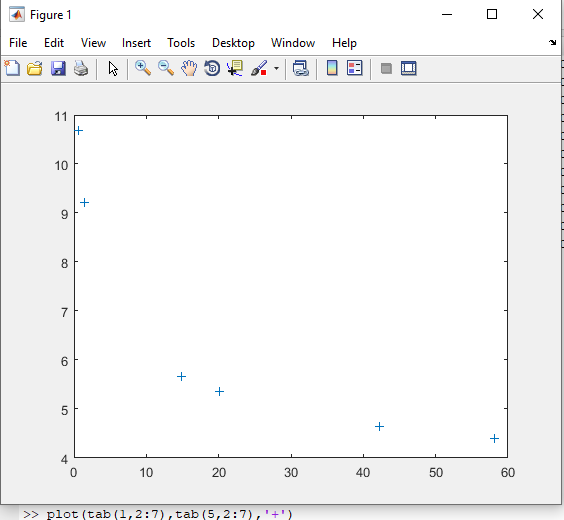 Figure 1
File Edit View Insert Tools Desktop Window Help
11
10
9
8
7
6
5
4
0 10 20 30 40 50 60
>> plot(tab(1,2:7),tab(5,2:7),'+')